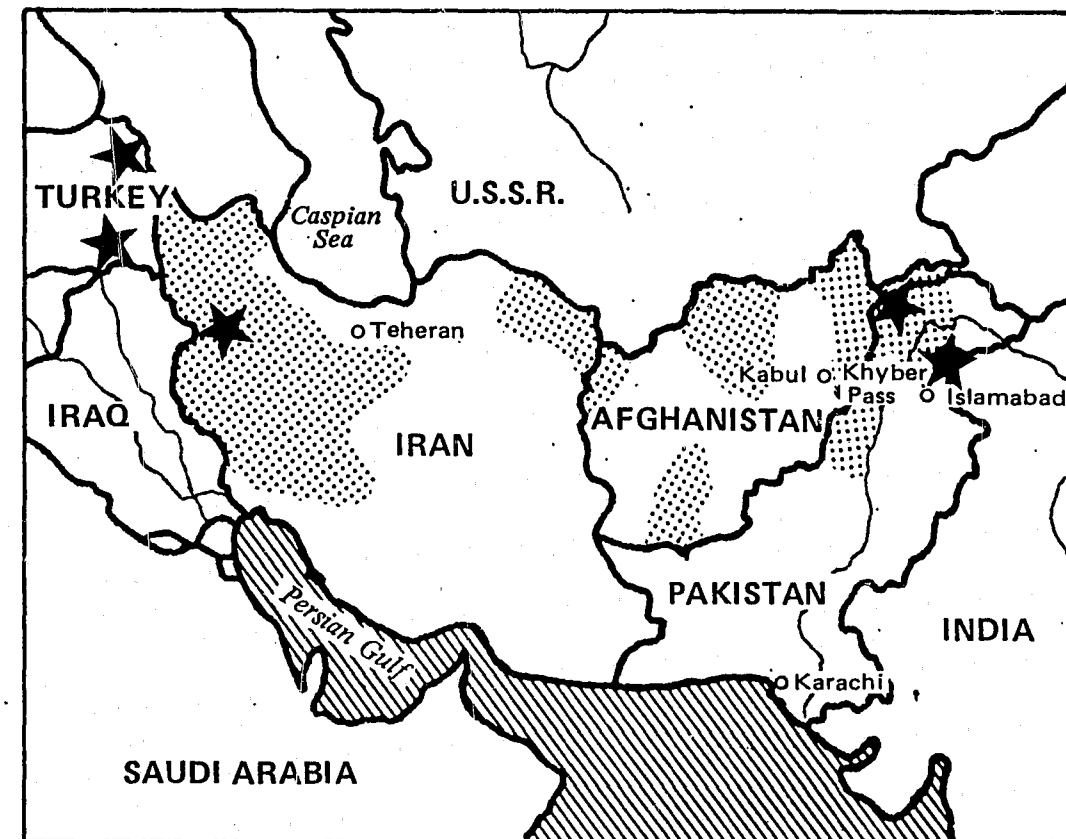 TURKEY
U.S.S.R.
Caspian
Sea
Teheran
Kabul
Khyber
Pass
Islamabad
IRAQ
IRAN
AFGHANISTAN
Persian Gulf
PAKISTAN
INDIA
Karachi
SAUDI ARABIA